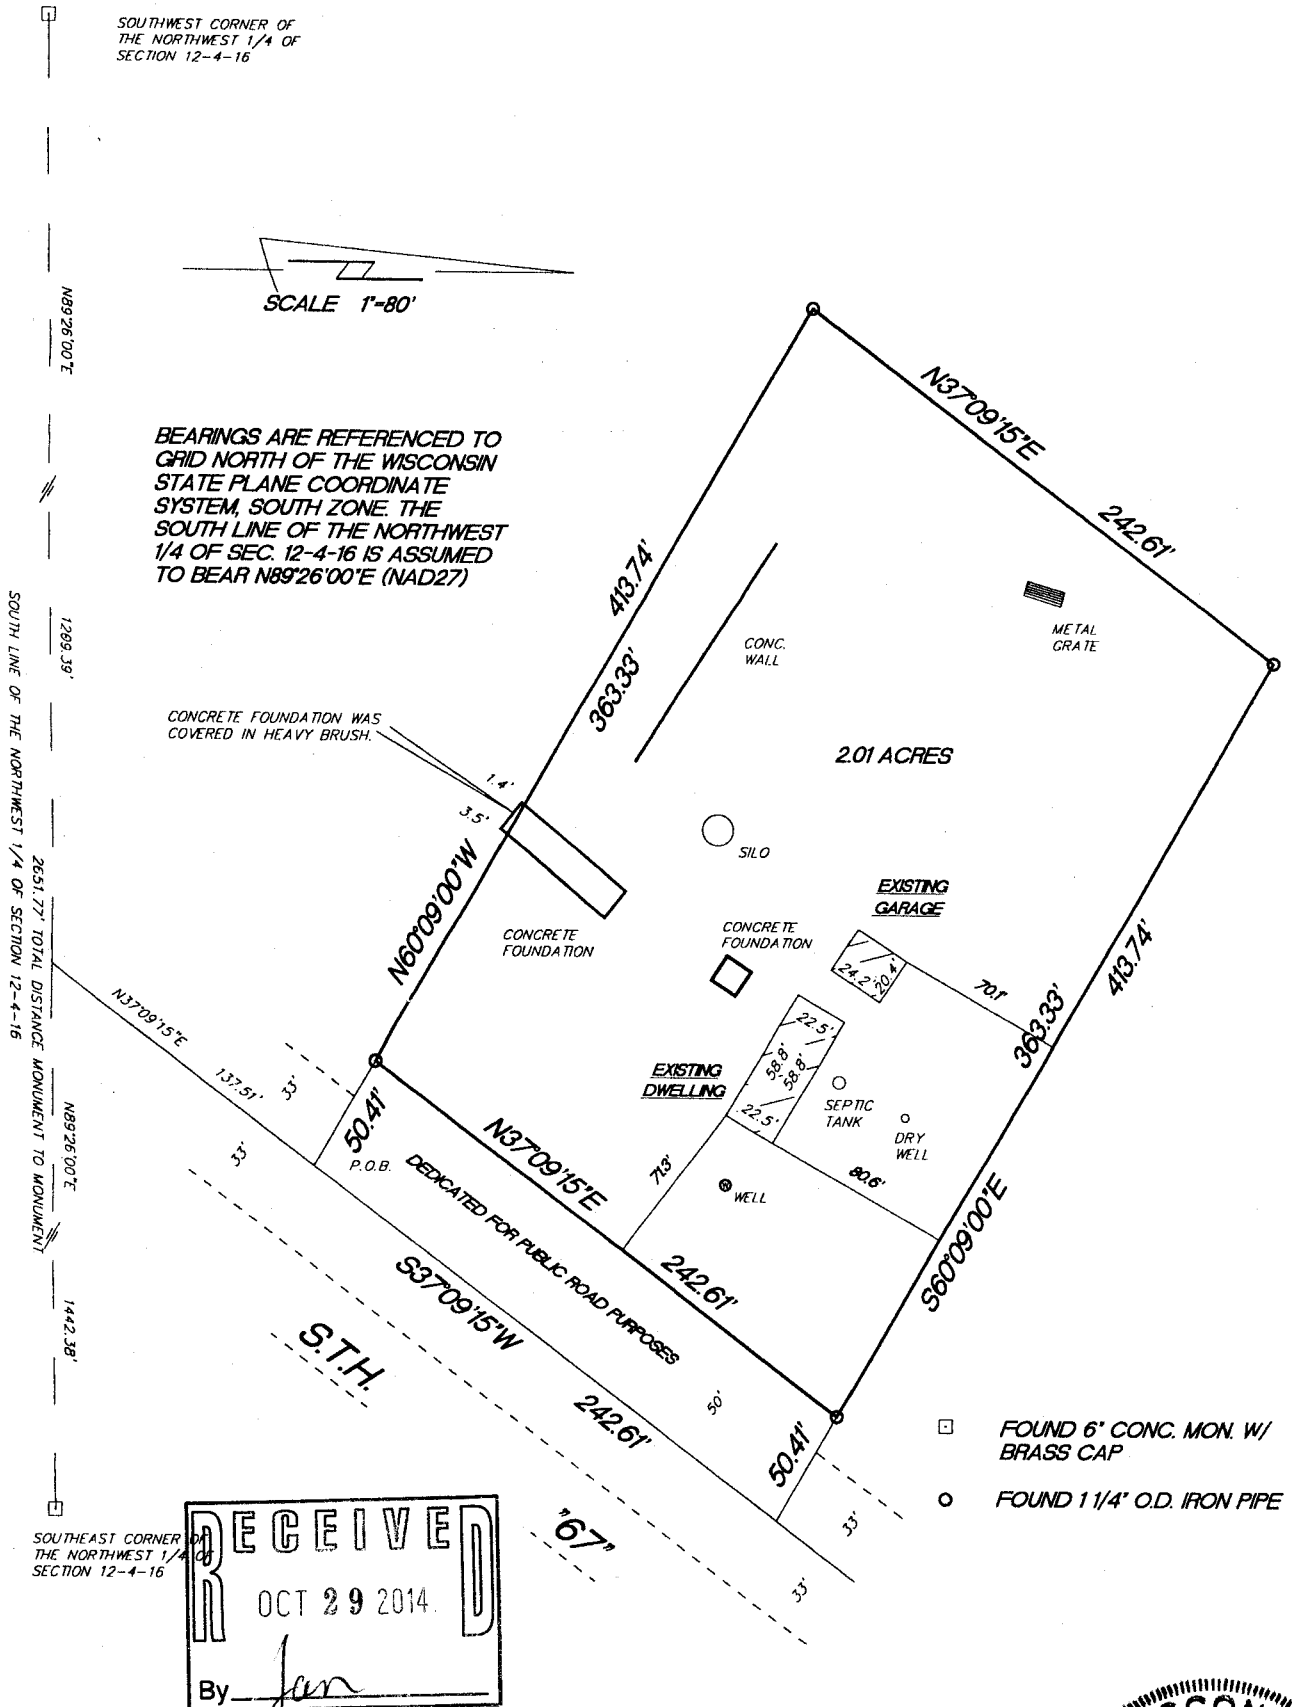 SOUTHWEST CORNER OF
THE NORTHWEST 1/4 OF
SECTION 12-4-16
N89°26'00"E
SCALE 1"=80'
N37°09'15"E
242.61'
BEARINGS ARE REFERENCED TO
GRID NORTH OF THE WISCONSIN
STATE PLANE COORDINATE
SYSTEM, SOUTH ZONE. THE
SOUTH LINE OF THE NORTHWEST
1/4 OF SEC. 12-4-16 IS ASSUMED
TO BEAR N89°26'00"E (NAD27)
413.74'
363.33'
METAL
GRATE
CONC.
WALL
1209.39'
SOUTH LINE OF THE NORTHWEST 1/4 OF SECTION 12-4-16
CONCRETE FOUNDATION WAS
COVERED IN HEAVY BRUSH.
2.01 ACRES
1.4'
3.5'
SILO
N60°09'00"W
EXISTING
GARAGE
CONCRETE
FOUNDATION
CONCRETE
FOUNDATION
24.2'
20.4'
70.1'
413.74'
363.33'
2651.77' TOTAL DISTANCE MONUMENT TO MONUMENT
N37°09'15"E
137.51'
33'
33'
22.5'
58.8'
58.8'
22.5'
EXISTING
DWELLING
SEPTIC
TANK
DRY
WELL
N89°26'00"E
50.41'
P.O.B.
N37°09'15"E
242.61'
71.3'
80.6'
WELL
S60°09'00"E
DEDICATED FOR PUBLIC ROAD PURPOSES
S37°09'15"W
242.61'
1442.38'
S.T.H.
"67"
50'
50.41'
33'
33'
FOUND 6" CONC. MON. W/
BRASS CAP
FOUND 1 1/4" O.D. IRON PIPE
SOUTHEAST CORNER OF
THE NORTHWEST 1/4 OF
SECTION 12-4-16
RECEIVED
OCT 29 2014
By Jan